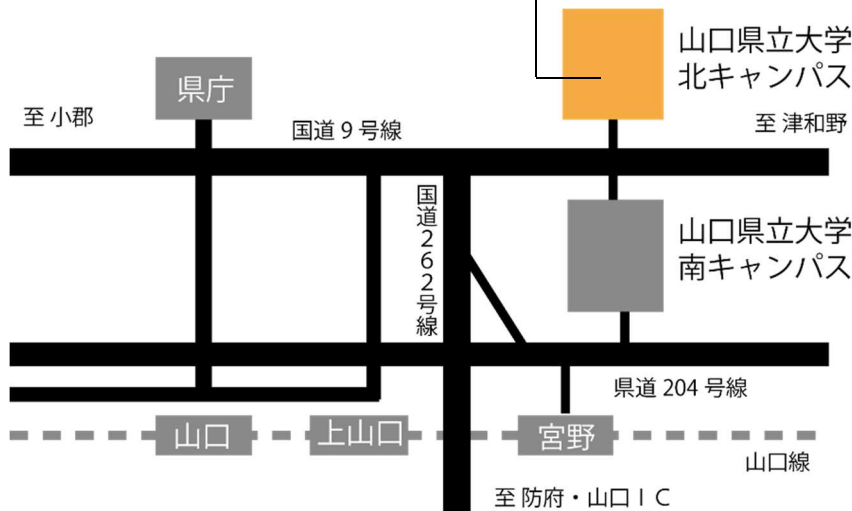 山口県立大学
北キャンパス
県庁
至 小郡
国道 9 号線
至 津和野
国道262号線
山口県立大学
南キャンパス
県道 204 号線
山口
上山口
宮野
山口線
至 防府・山口ＩＣ